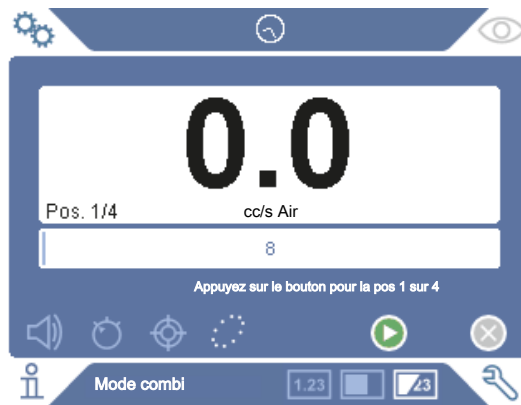 0.0
Pos. 1/4 cc/s Air
8
Appuyez sur le bouton pour la pos 1 sur 4
Mode combi 1.23 23